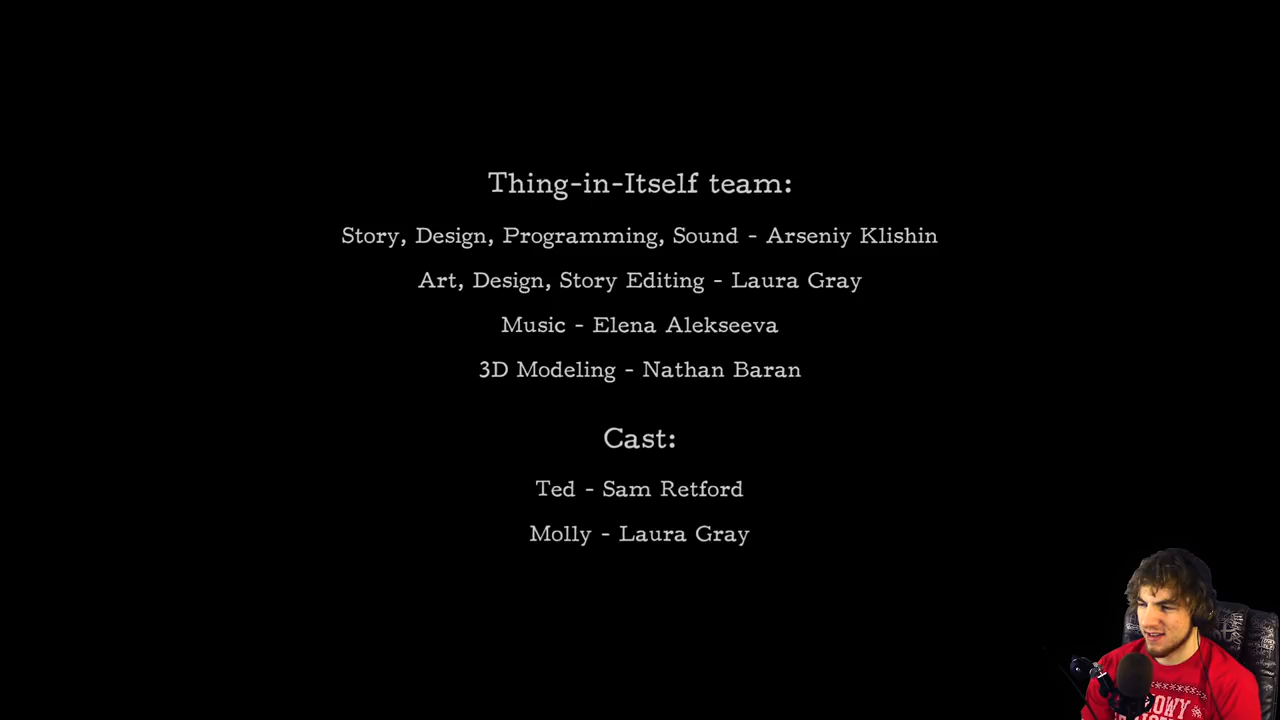 Thing-in-Itself team:
Story, Design, Programming, Sound - Arseniy Klishin
Art, Design, Story Editing - Laura Gray
Music - Elena Alekseeva
3D Modeling - Nathan Baran
Cast:
Ted - Sam Retford
Molly - Laura Gray